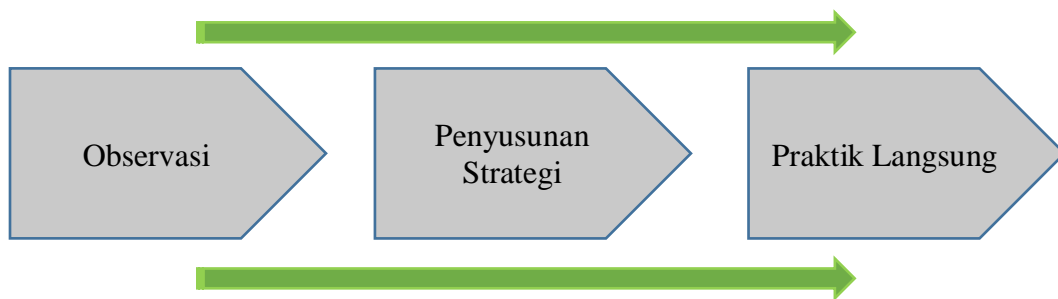 Observasi
Penyusunan
Strategi
Praktik Langsung